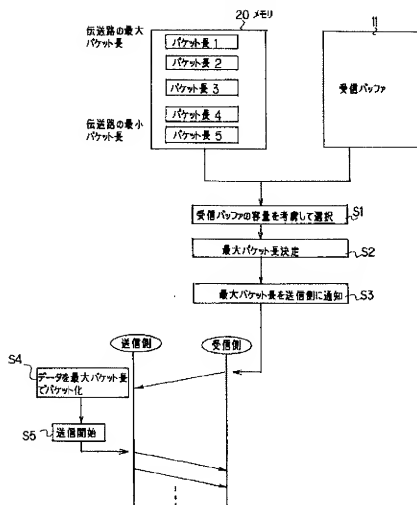 20 メモリ
11
伝送路の最大
パケット長
パケット長 1
パケット長 2
パケット長 3
パケット長 4
パケット長 5
伝送路の最小
パケット長
受信バッファ
受信バッファの容量を考慮して選択
S1
最大パケット長決定
S2
最大パケット長を送信側に通知
S3
送信側
受信側
S4
データを最大パケット長
でパケット化
S5
送信開始